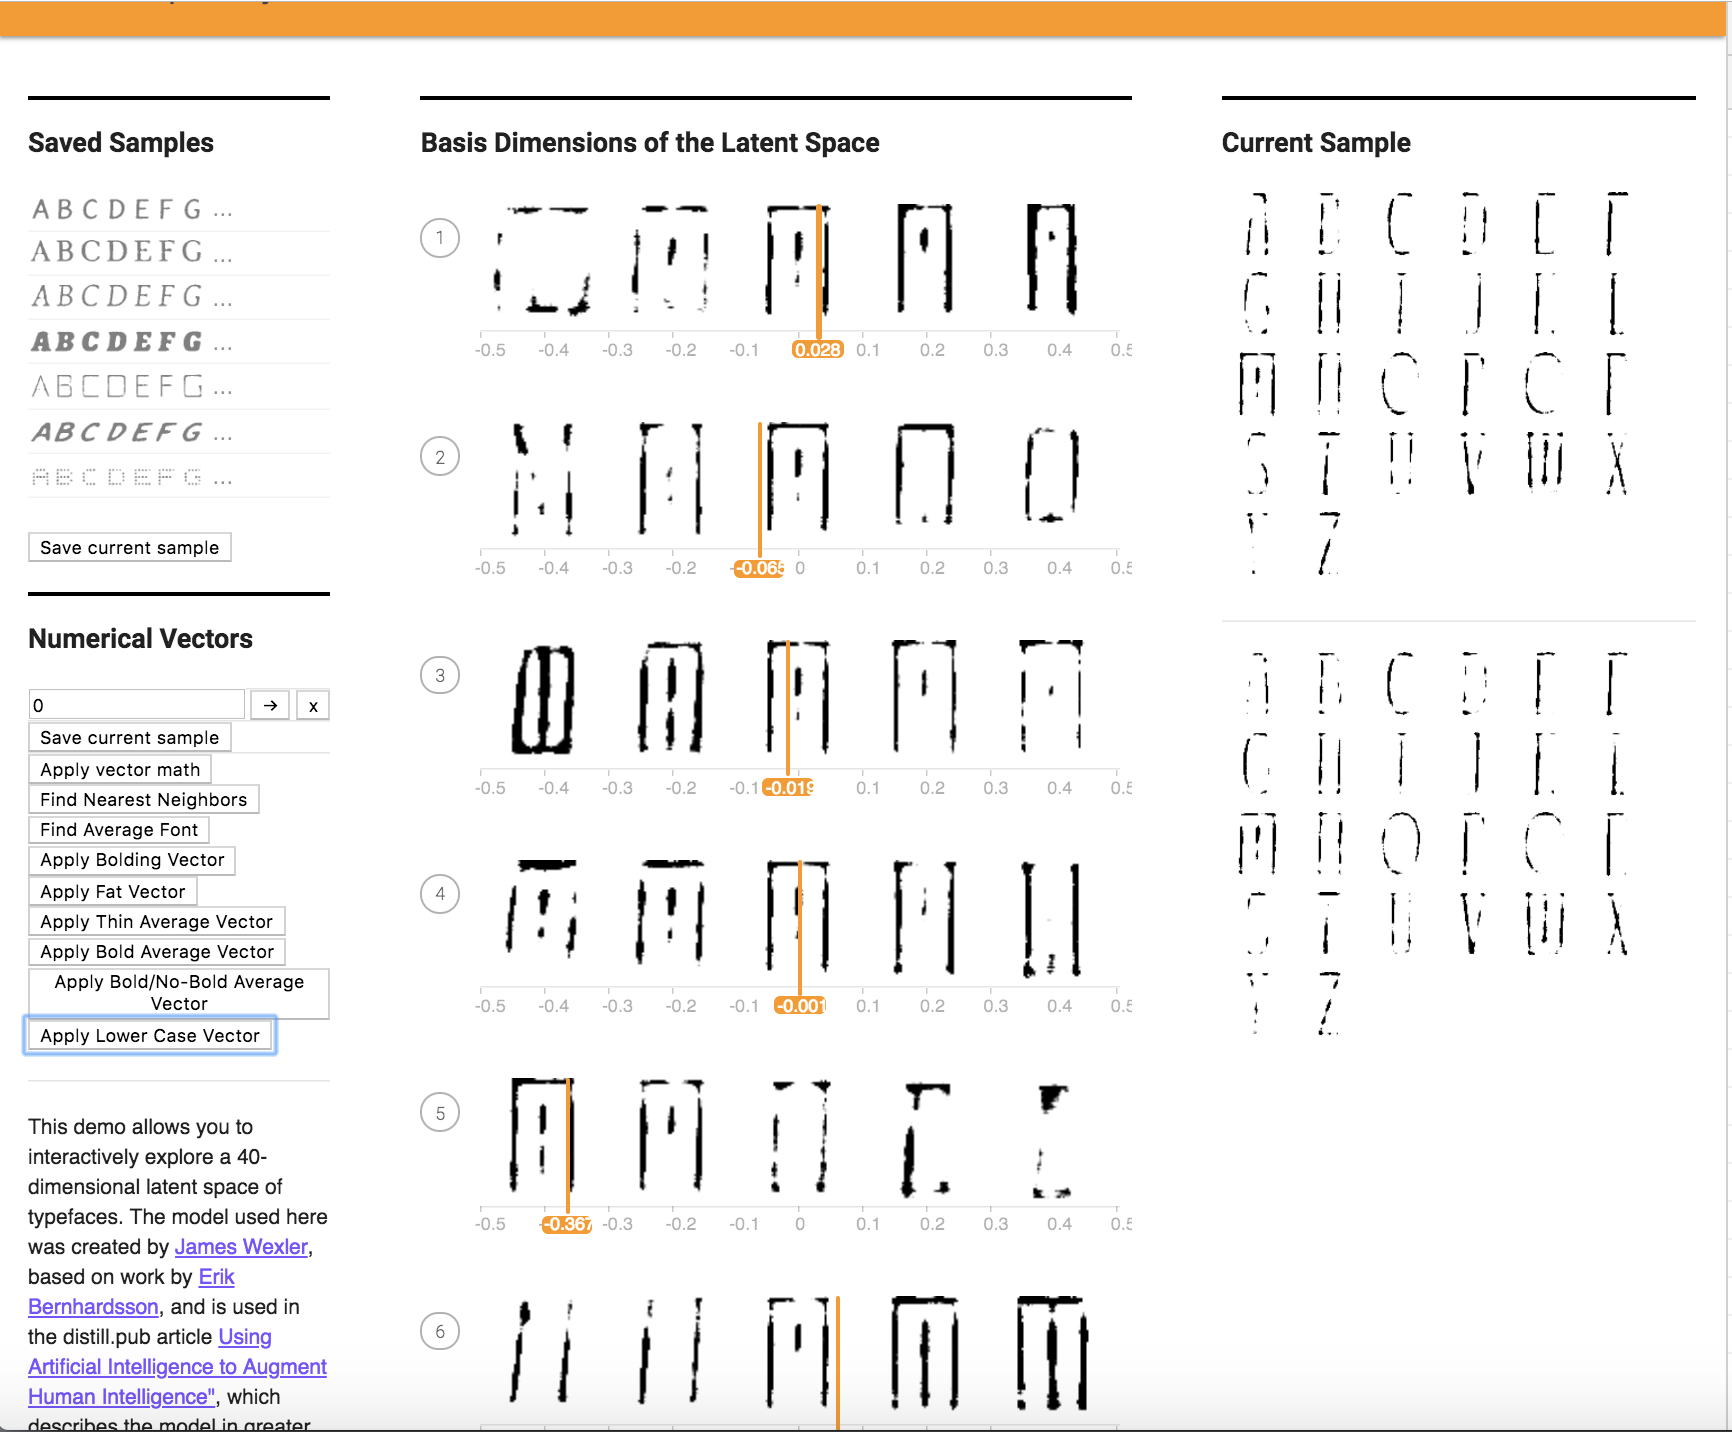 Saved Samples
A B C D E F G ...
A B C D E F G ...
A B C D E F G ...
A B C D E F G ...
A B C D E F G ...
A B C D E F G ...
A B C D E F G ...
Save current sample
Numerical Vectors
0 → x
Save current sample
Apply vector math
Find Nearest Neighbors
Find Average Font
Apply Bolding Vector
Apply Fat Vector
Apply Thin Average Vector
Apply Bold Average Vector
Apply Bold/No-Bold Average
Vector
Apply Lower Case Vector
This demo allows you to
interactively explore a 40-
dimensional latent space of
typefaces. The model used here
was created by James Wexler,
based on work by Erik
Bernhardsson, and is used in
the distill.pub article Using
Artificial Intelligence to Augment
Human Intelligence", which
describes the model in greater
Basis Dimensions of the Latent Space
1
-0.5 -0.4 -0.3 -0.2 -0.1 0.028 0.1 0.2 0.3 0.4 0.5
2
-0.5 -0.4 -0.3 -0.2 -0.065 0 0.1 0.2 0.3 0.4 0.5
3
-0.5 -0.4 -0.3 -0.2 -0.1 -0.019 0.1 0.2 0.3 0.4 0.5
4
-0.5 -0.4 -0.3 -0.2 -0.1 -0.001 0.1 0.2 0.3 0.4 0.5
5
-0.5 -0.367 -0.3 -0.2 -0.1 0 0.1 0.2 0.3 0.4 0.5
6
Current Sample